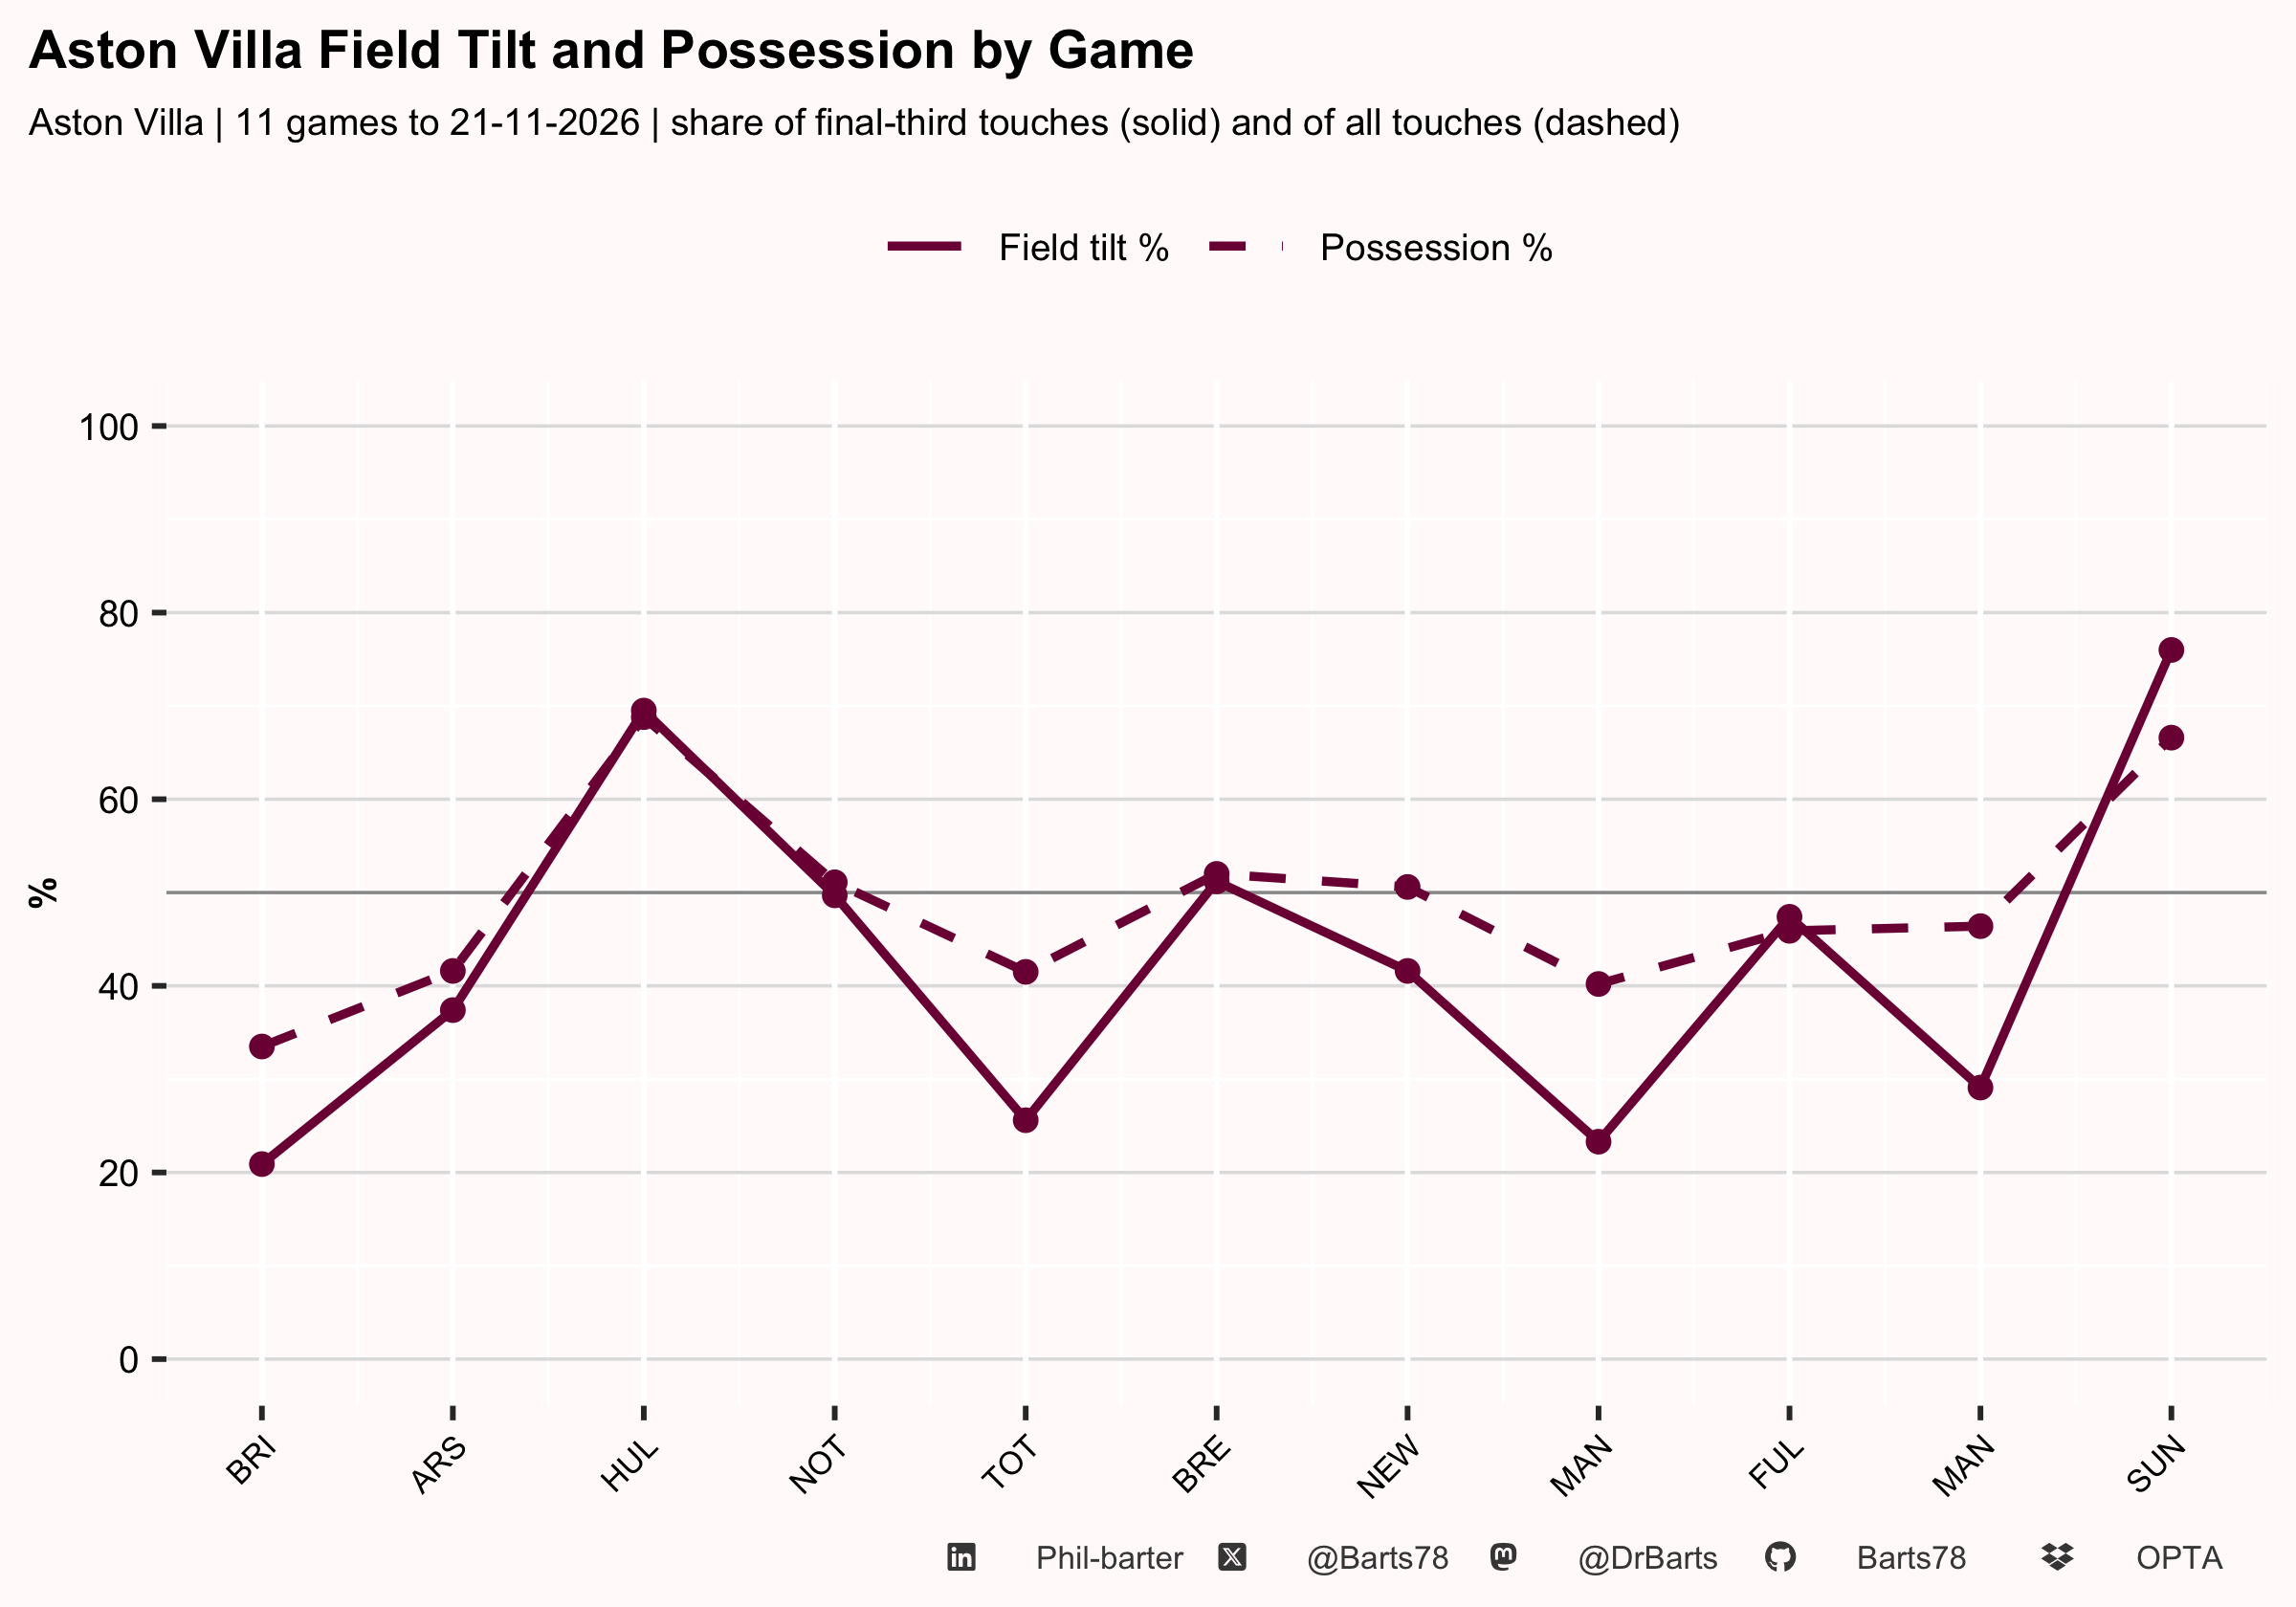 Aston Villa Field Tilt and Possession by Game
Aston Villa | 11 games to 21-11-2026 | share of final-third touches (solid) and of all touches (dashed)
Field tilt % Possession %
100
80
60
40
20
0
%
BRI ARS HUL NOT TOT BRE NEW MAN FUL MAN SUN
Phil-barter @Barts78 @DrBarts Barts78 OPTA